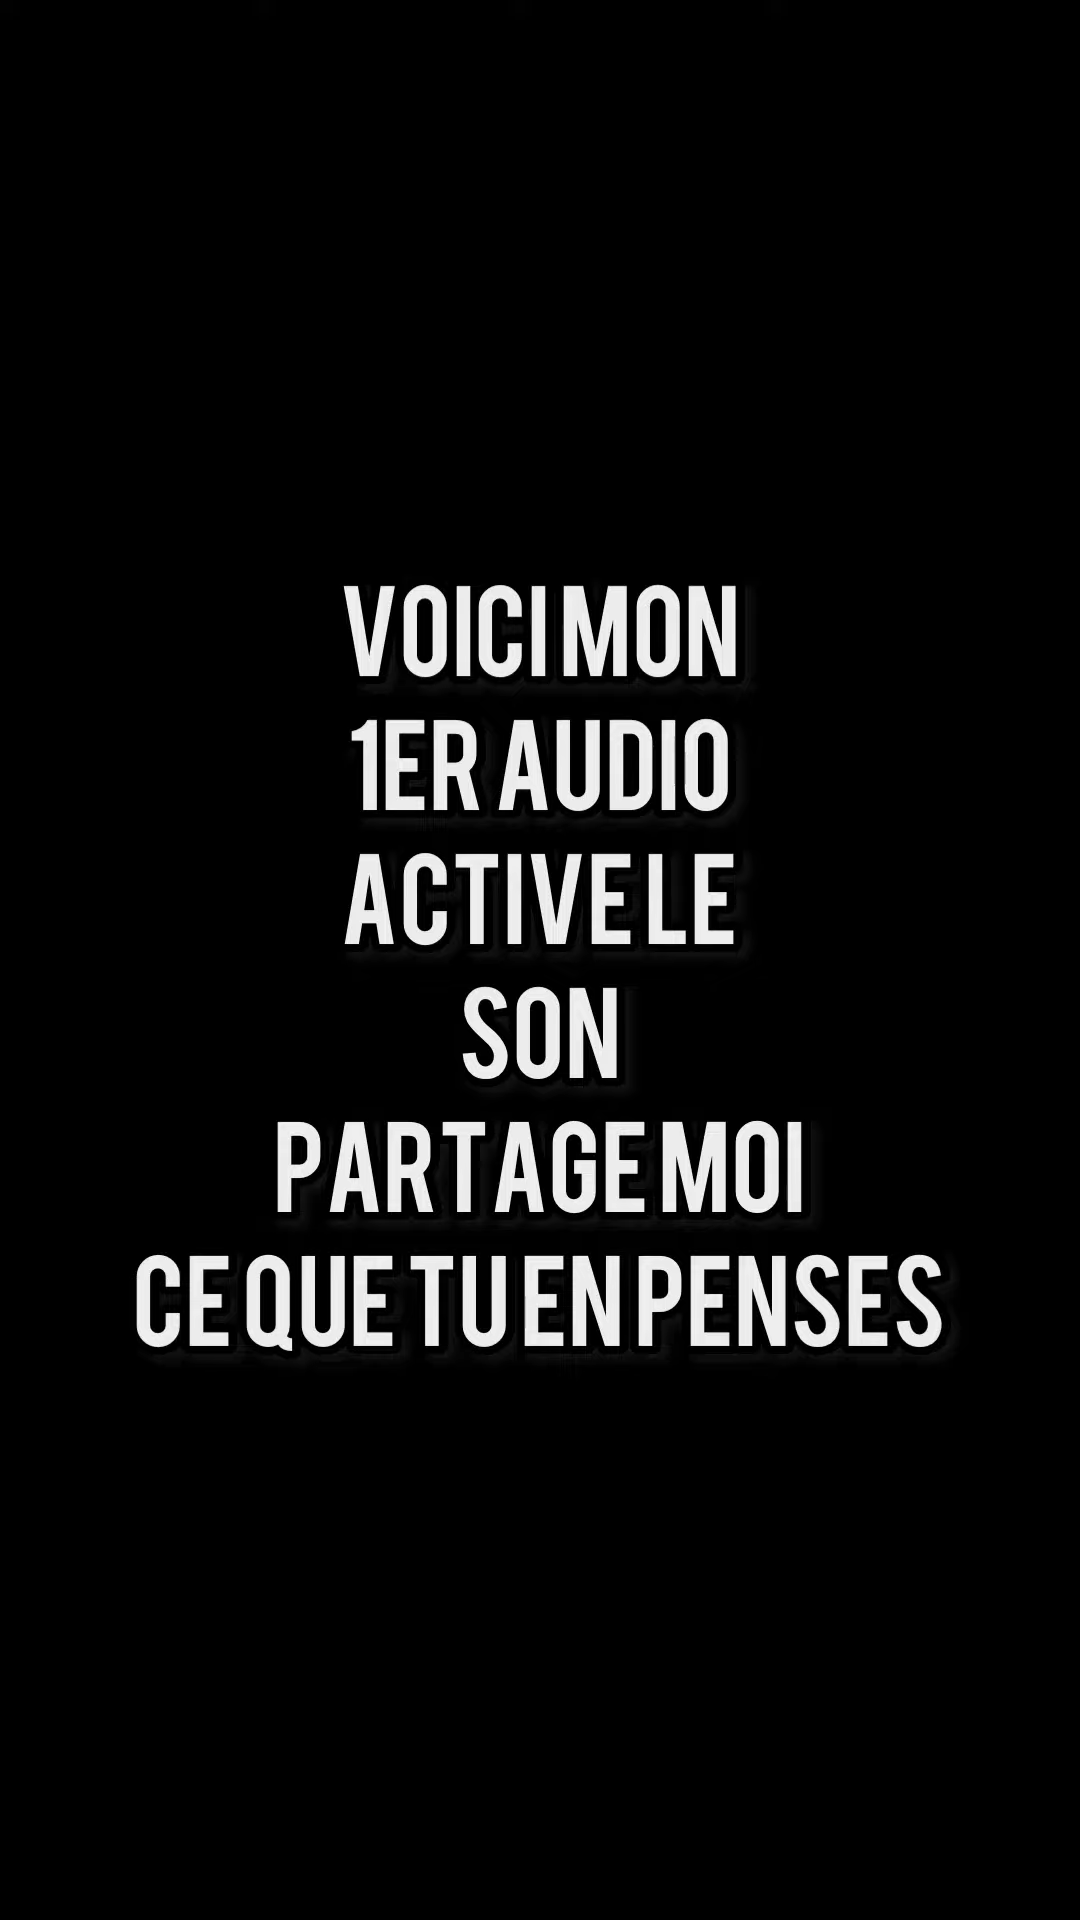 VOICI MON
1ER AUDIO
ACTIVE LE
SON
PARTAGE MOI
CE QUE TU EN PENSES